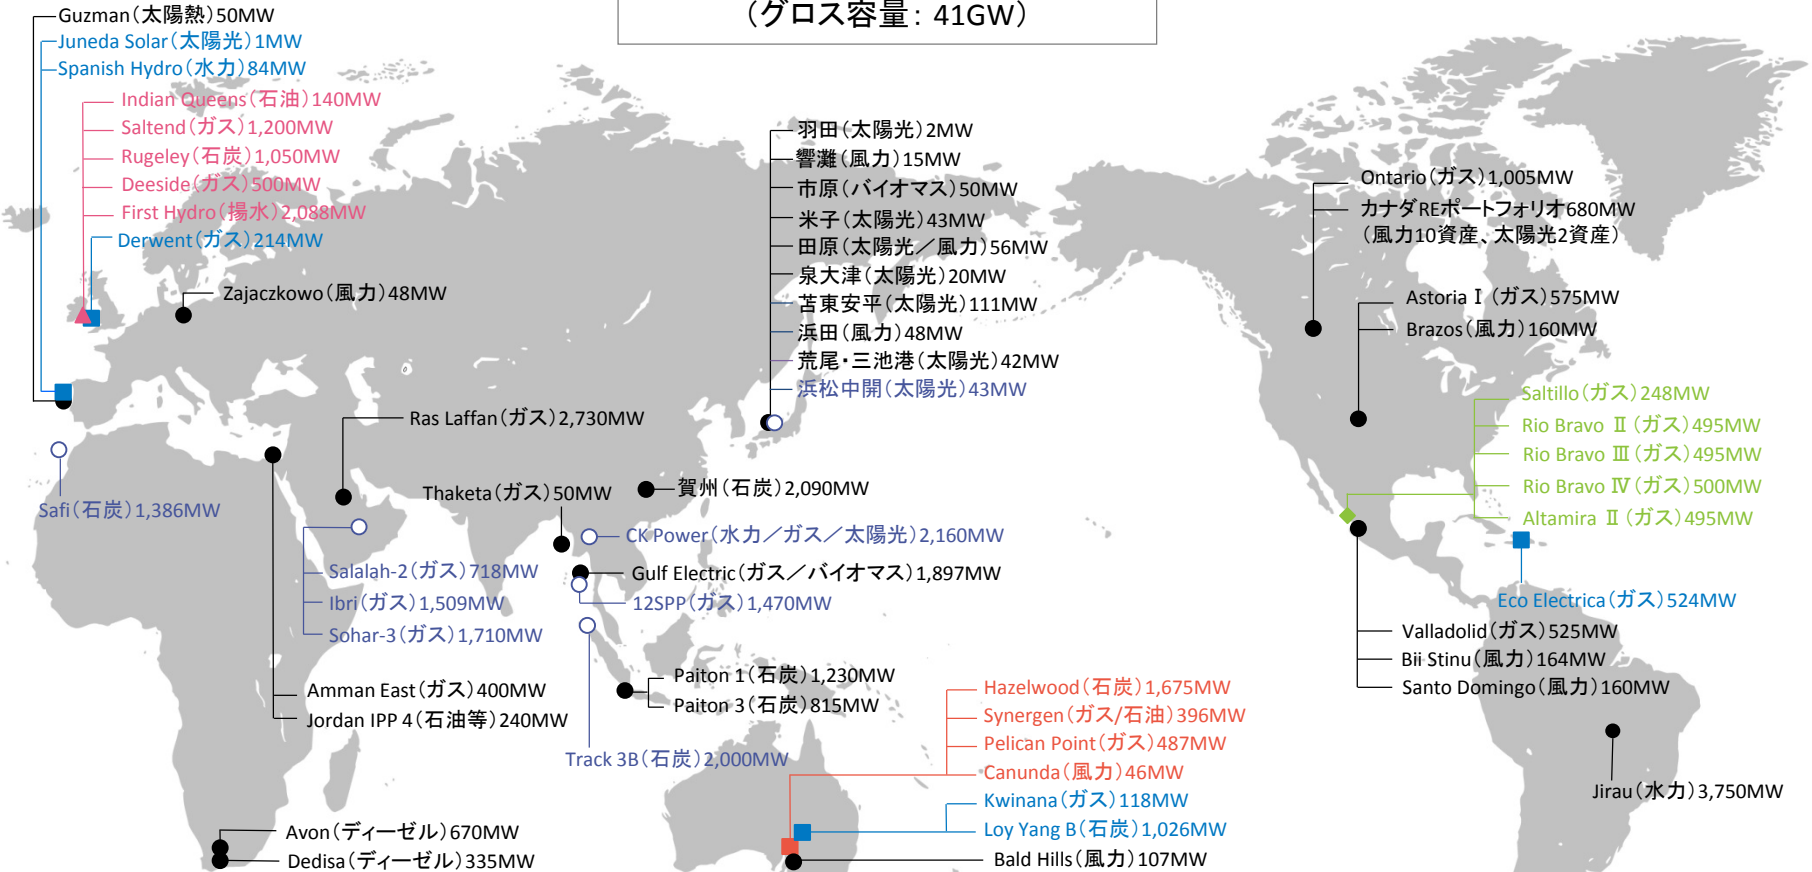 (グロス容量: 41GW)
Guzman(太陽熱)50MW
Juneda Solar(太陽光)1MW
Spanish Hydro(水力)84MW
Indian Queens(石油)140MW
Saltend(ガス)1,200MW
Rugeley(石炭)1,050MW
Deeside(ガス)500MW
First Hydro(揚水)2,088MW
Derwent(ガス)214MW
Zajaczkowo(風力)48MW
羽田(太陽光)2MW
響灘(風力)15MW
市原(バイオマス)50MW
米子(太陽光)43MW
田原(太陽光/風力)56MW
泉大津(太陽光)20MW
苫東安平(太陽光)111MW
浜田(風力)48MW
荒尾・三池港(太陽光)42MW
浜松中開(太陽光)43MW
Ontario(ガス)1,005MW
カナダREポートフォリオ680MW
(風力10資産、太陽光2資産)
Astoria Ⅰ(ガス)575MW
Brazos(風力)160MW
Saltillo(ガス)248MW
Rio Bravo Ⅱ(ガス)495MW
Rio Bravo Ⅲ(ガス)495MW
Rio Bravo Ⅳ(ガス)500MW
Altamira Ⅱ(ガス)495MW
Ras Laffan(ガス)2,730MW
Thaketa(ガス)50MW
賀州(石炭)2,090MW
Safi(石炭)1,386MW
CK Power(水力/ガス/太陽光)2,160MW
Salalah-2(ガス)718MW
Ibri(ガス)1,509MW
Sohar-3(ガス)1,710MW
Gulf Electric(ガス/バイオマス)1,897MW
12SPP(ガス)1,470MW
Eco Electrica(ガス)524MW
Valladolid(ガス)525MW
Bii Stinu(風力)164MW
Santo Domingo(風力)160MW
Amman East(ガス)400MW
Jordan IPP 4(石油等)240MW
Paiton 1(石炭)1,230MW
Paiton 3(石炭)815MW
Track 3B(石炭)2,000MW
Hazelwood(石炭)1,675MW
Synergen(ガス/石油)396MW
Pelican Point(ガス)487MW
Canunda(風力)46MW
Kwinana(ガス)118MW
Loy Yang B(石炭)1,026MW
Bald Hills(風力)107MW
Jirau(水力)3,750MW
Avon(ディーゼル)670MW
Dedisa(ディーゼル)335MW